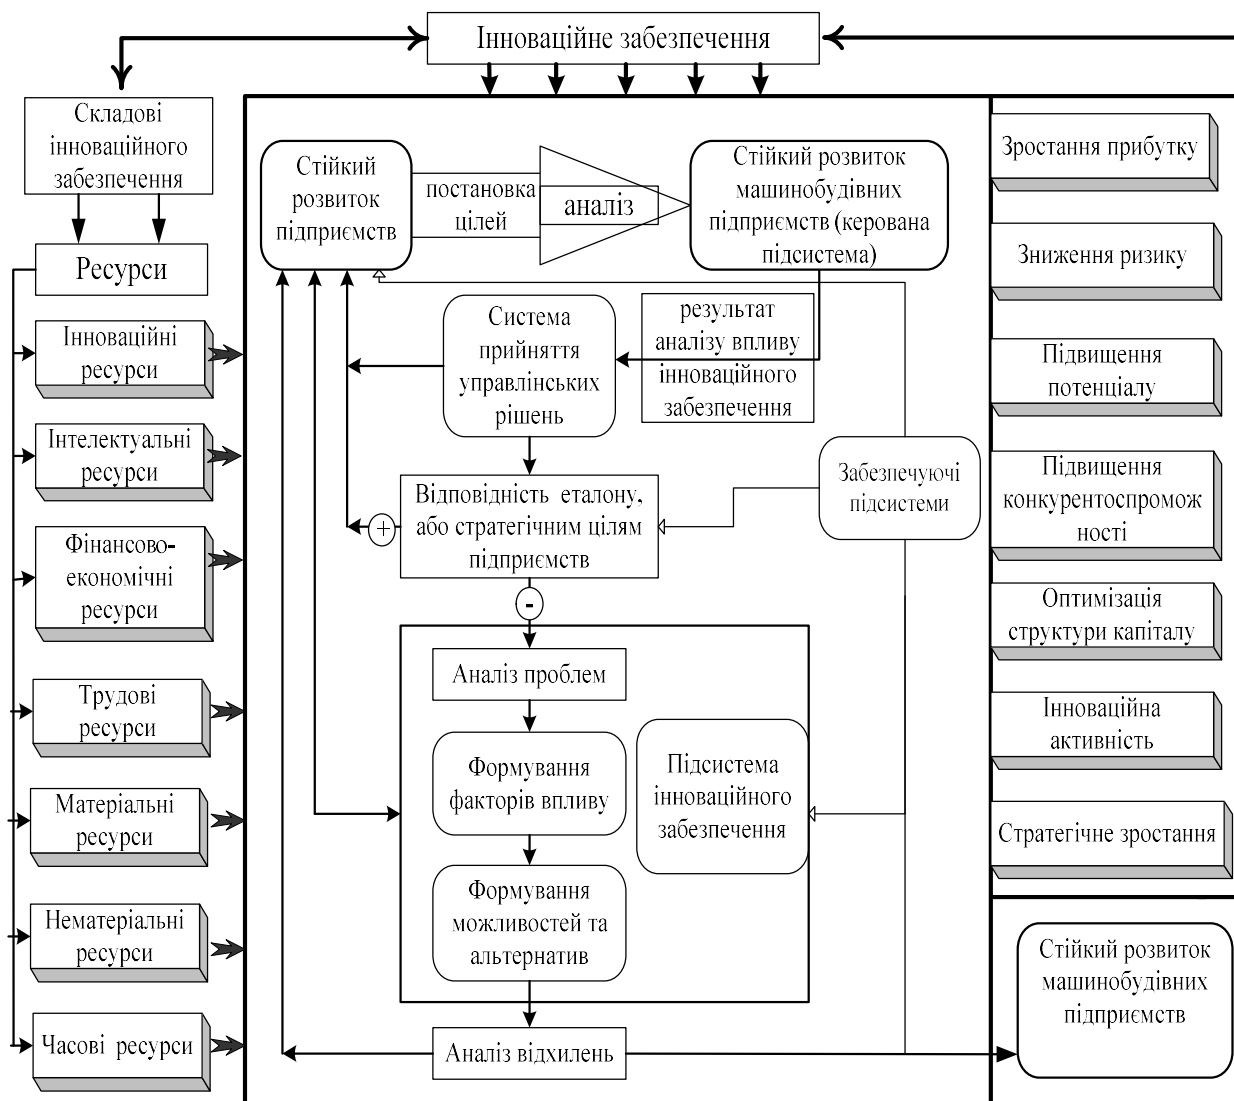 Інноваційне забезпечення
Складові
інноваційного
забезпечення
Ресурси
Інноваційні
ресурси
Інтелектуальні
ресурси
Фінансово-
економічні
ресурси
Трудові
ресурси
Матеріальні
ресурси
Нематеріальні
ресурси
Часові ресурси
Стійкий
розвиток
підприємств
постановка
цілей
аналіз
Стійкий розвиток
машинобудівних
підприємств (керована
підсистема)
Система
прийняття
управлінських
рішень
результат
аналізу впливу
інноваційного
забезпечення
Відповідність еталону,
або стратегічним цілям
підприємств
+
-
Забезпечуючі
підсистеми
Аналіз проблем
Формування
факторів впливу
Формування
можливостей та
альтернатив
Підсистема
інноваційного
забезпечення
Аналіз відхилень
Зростання прибутку
Зниження ризику
Підвищення
потенціалу
Підвищення
конкурентоспромож
ності
Оптимізація
структури капіталу
Інноваційна
активність
Стратегічне зростання
Стійкий розвиток
машинобудівних
підприємств